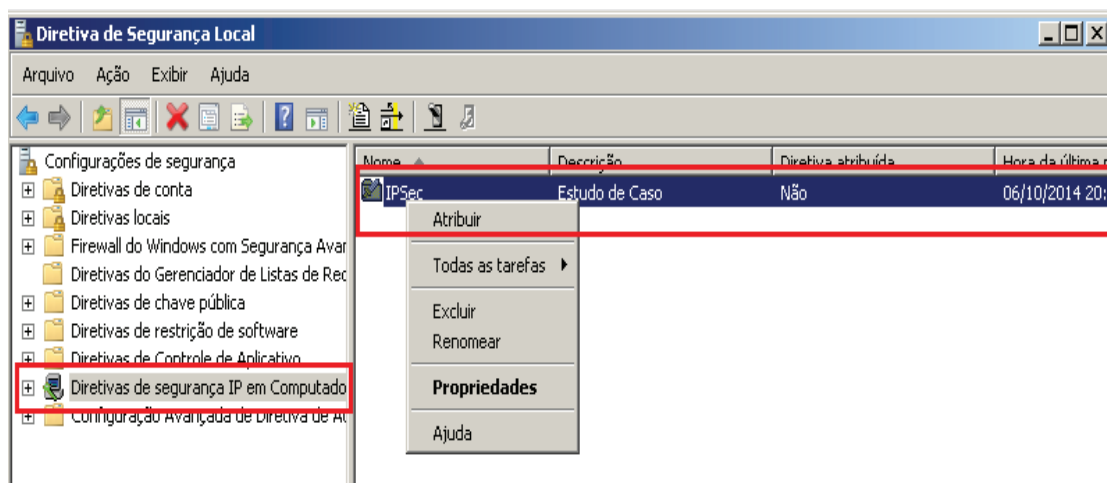 Diretiva de Segurança Local
Arquivo Ação Exibir Ajuda
Configurações de segurança
Diretivas de conta
Diretivas locais
Firewall do Windows com Segurança Avan
Diretivas do Gerenciador de Listas de Red
Diretivas de chave pública
Diretivas de restrição de software
Diretivas de Controle de Aplicativo
Diretivas de segurança IP em Computado
Configuração Avançada de Diretiva de Au
Nome Descrição Diretiva atribuída Hora da última
IPSec Estudo de Caso Não 06/10/2014 20:
Atribuir
Todas as tarefas
Excluir
Renomear
Propriedades
Ajuda